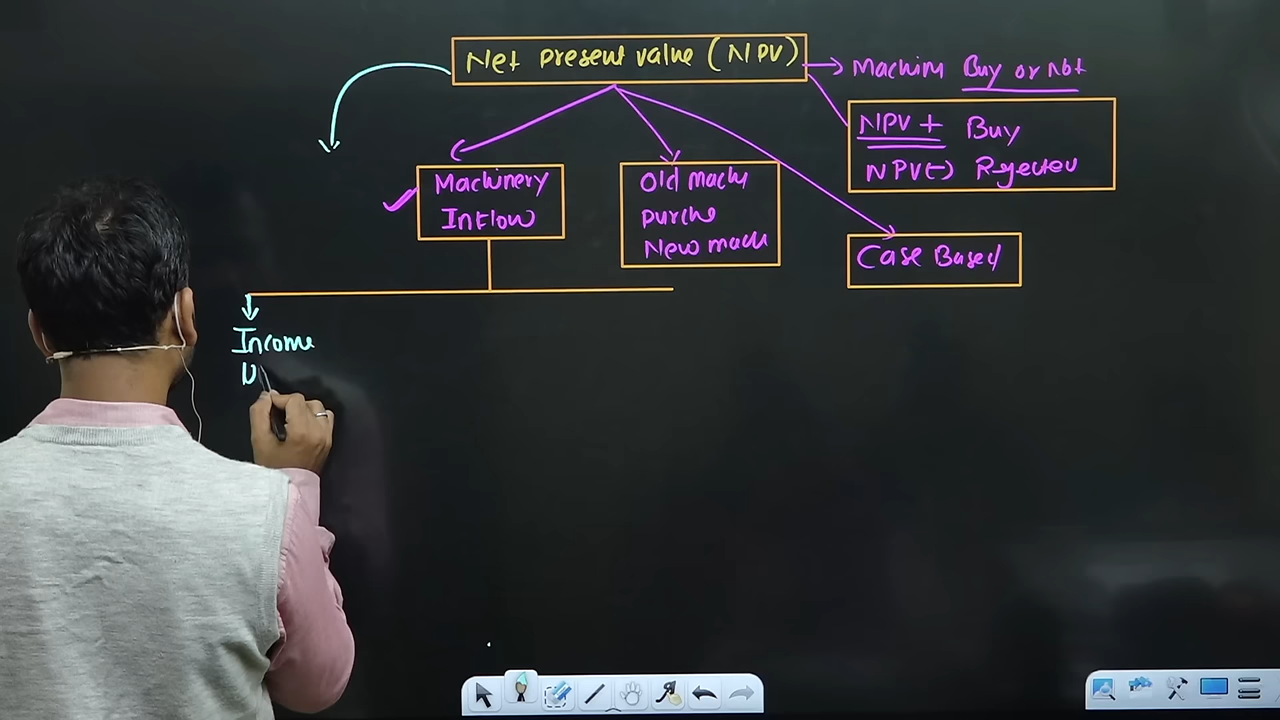 Net present value (NPV)
Machine Buy or Not
NPV + Buy
NPV(-) Rejected
Machinery
Inflow
Old mach
purche
New mach
Case Based
Income